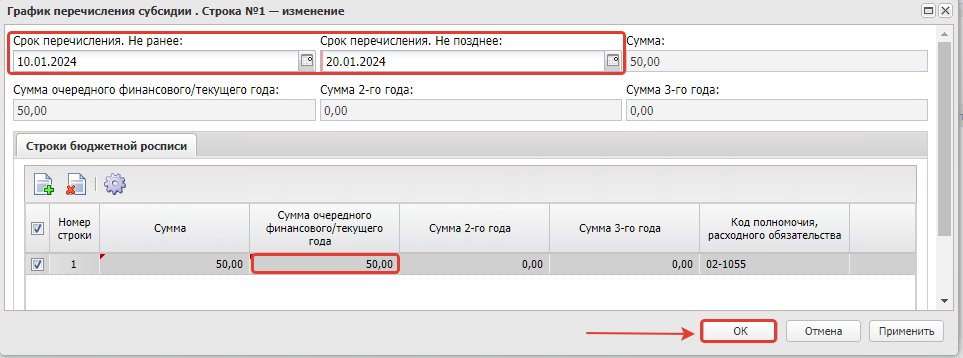 График перечисления субсидии . Строка №1 — изменение
Срок перечисления. Не ранее: Срок перечисления. Не позднее: Сумма:
10.01.2024 20.01.2024 50,00
Сумма очередного финансового/текущего года: Сумма 2-го года: Сумма 3-го года:
50,00 0,00 0,00
Строки бюджетной росписи
Номер строки Сумма Сумма очередного финансового/текущего года Сумма 2-го года Сумма 3-го года Код полномочия, расходного обязательства
1 50,00 50,00 0,00 0,00 02-1055
ОК Отмена Применить